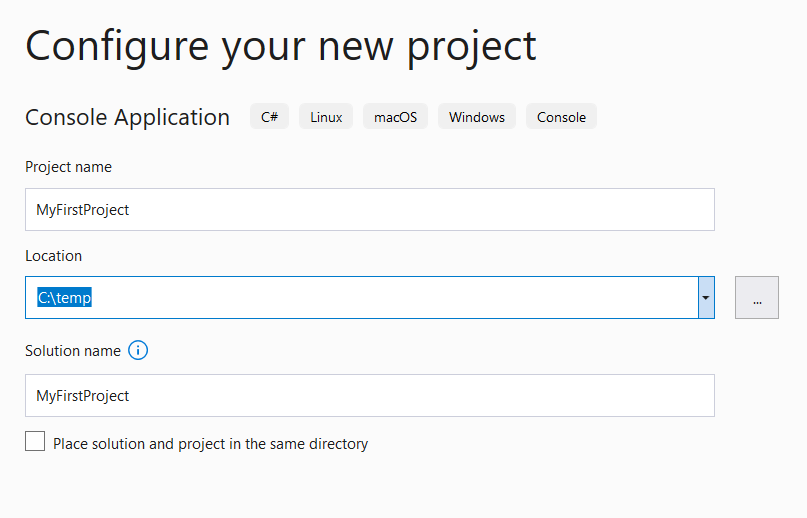 Configure your new project
Console Application C# Linux macOS Windows Console
Project name
MyFirstProject
Location
C:\temp
...
Solution name
MyFirstProject
Place solution and project in the same directory